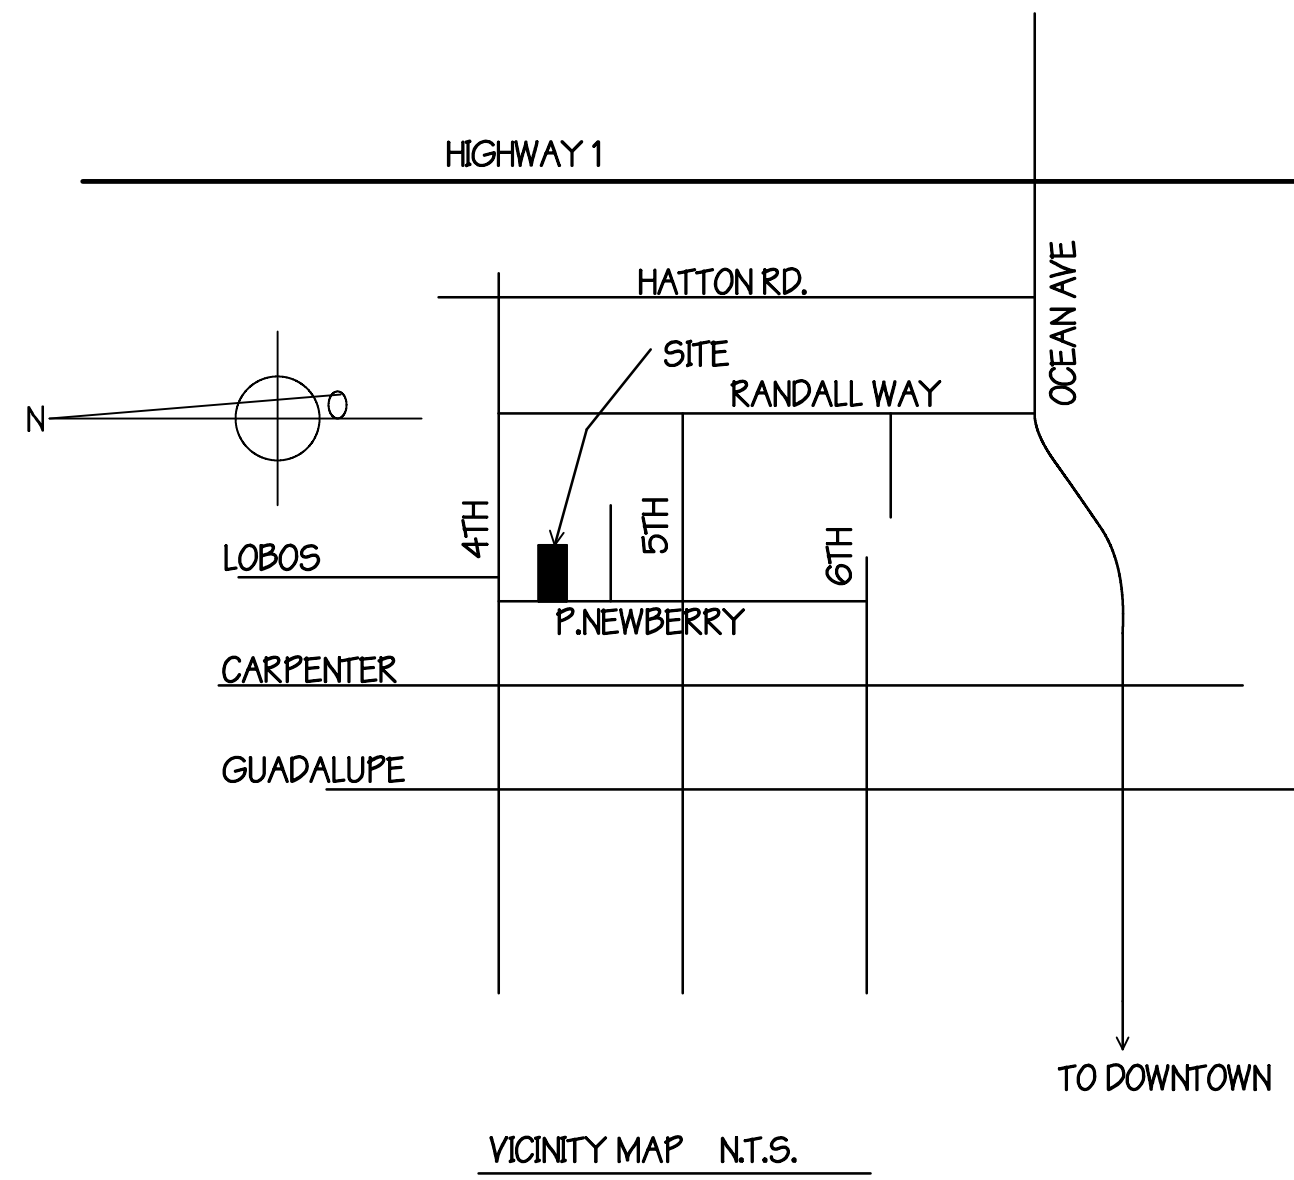 HIGHWAY 1
OCEAN AVE
HATTON RD.
SITE
RANDALL WAY
N
4TH
5TH
6TH
LOBOS
P.NEWBERRY
CARPENTER
GUADALUPE
TO DOWNTOWN
VICINITY MAP N.T.S.